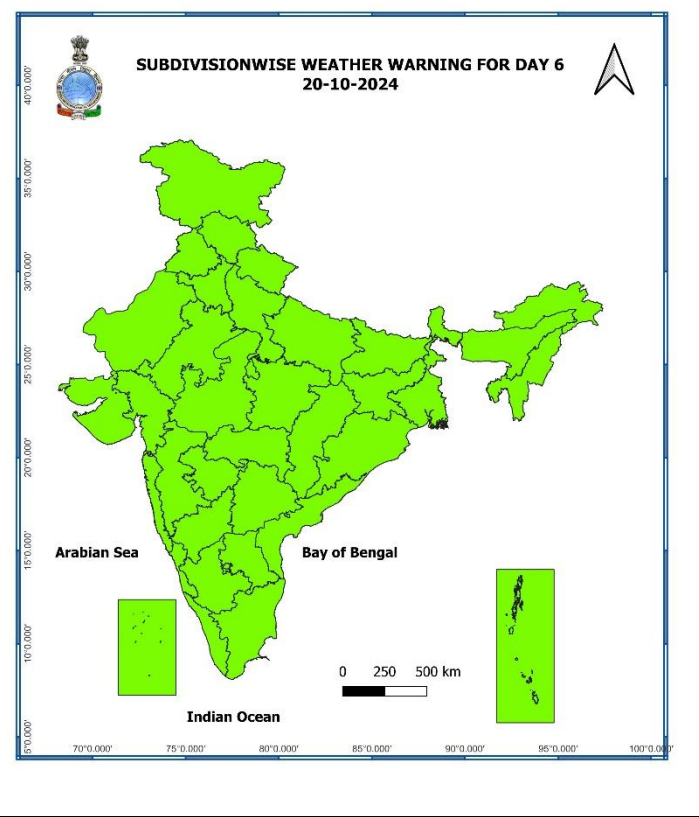 SUBDIVISIONWISE WEATHER WARNING FOR DAY 6
20-10-2024
40°0.000'
35°0.000'
30°0.000'
25°0.000'
20°0.000'
15°0.000'
10°0.000'
5°0.000'
Arabian Sea
Bay of Bengal
0 250 500 km
Indian Ocean
70°0.000' 75°0.000' 80°0.000' 85°0.000' 90°0.000' 95°0.000' 100°0.000'